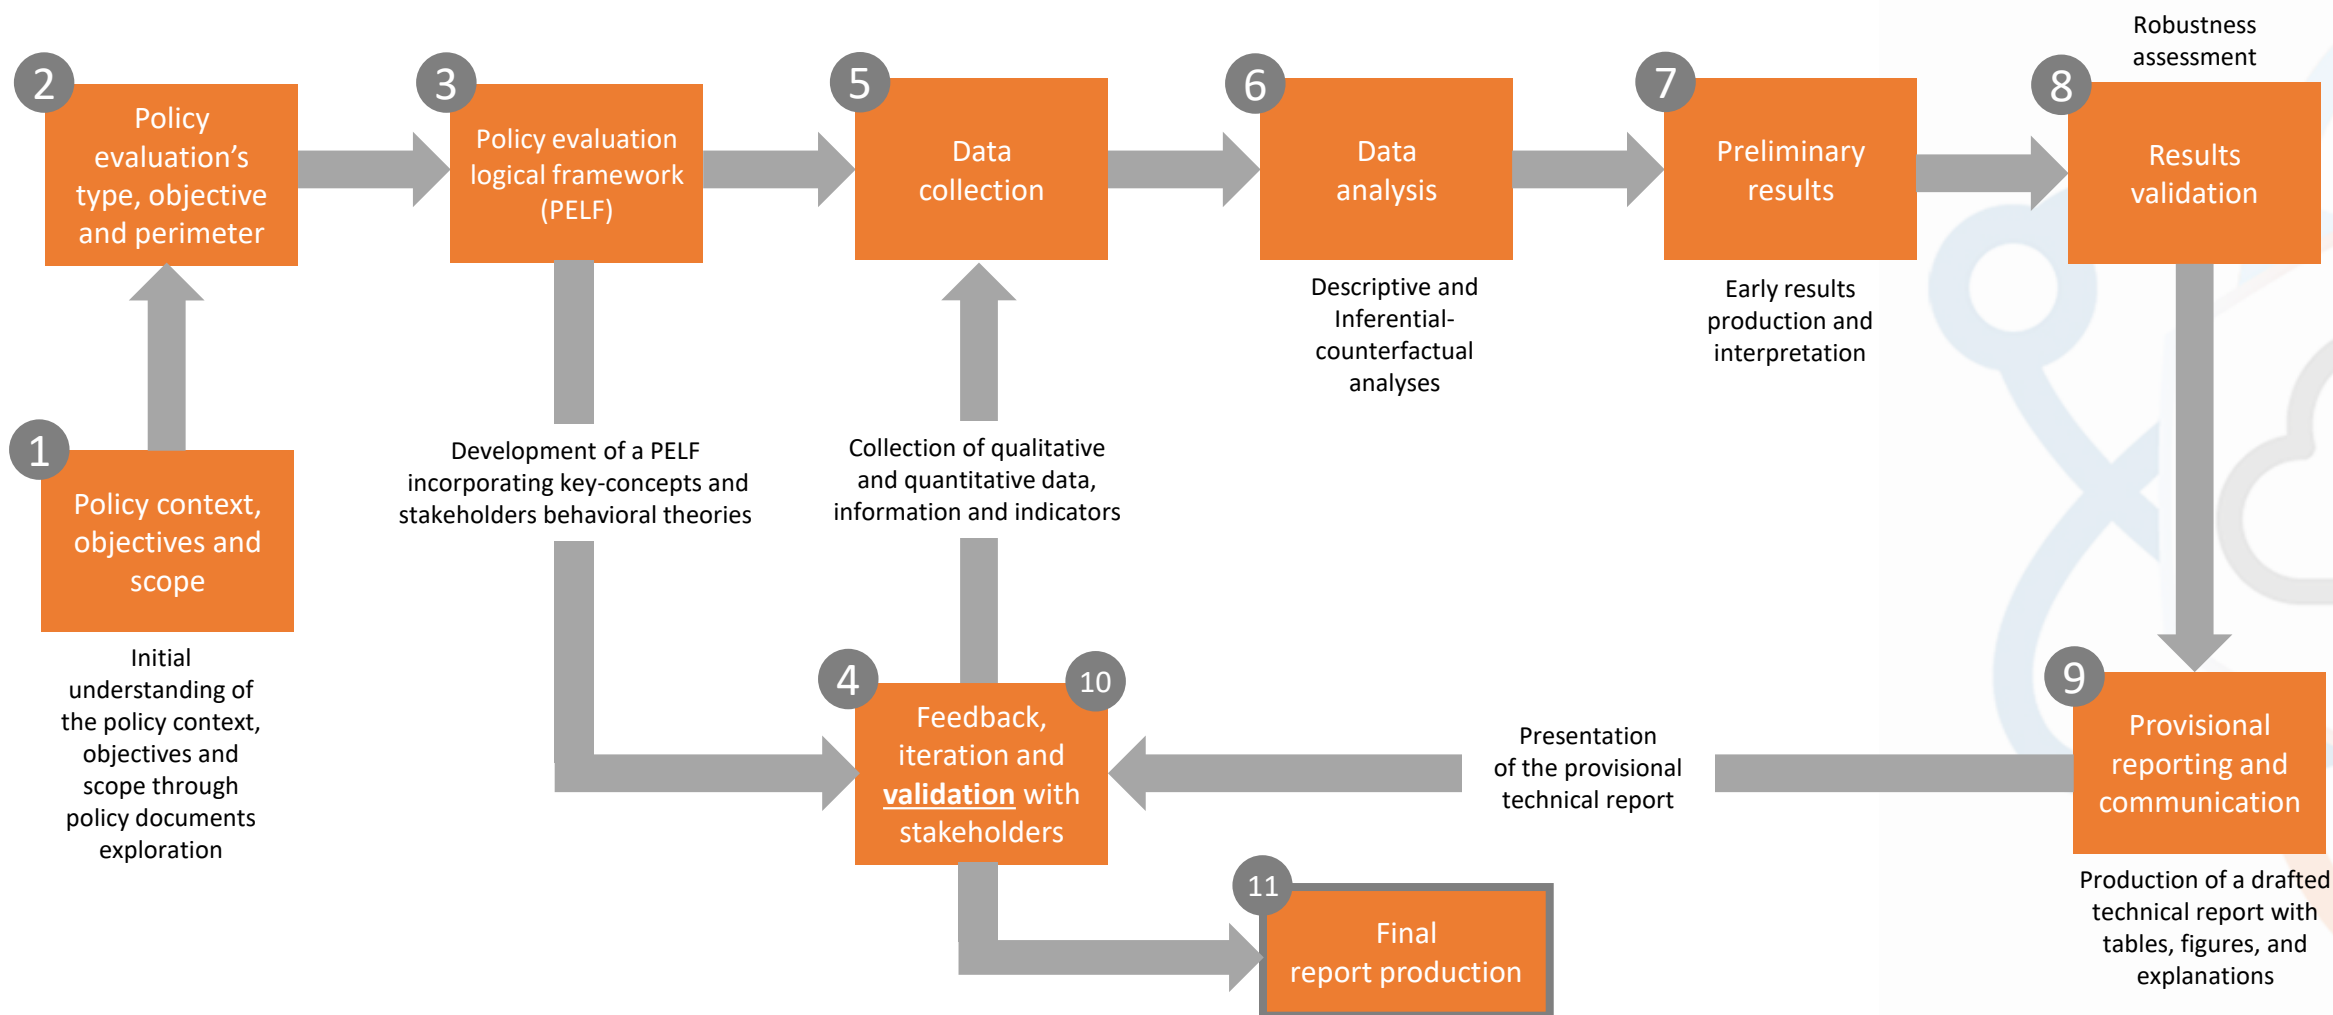 1
Policy context,
objectives and
scope
Initial
understanding of
the policy context,
objectives and
scope through
policy documents
exploration
2
Policy
evaluation’s
type, objective
and perimeter
3
Policy evaluation
logical framework
(PELF)
Development of a PELF
incorporating key-concepts and
stakeholders behavioral theories
4
10
Feedback,
iteration and
validation with
stakeholders
5
Data
collection
Collection of qualitative
and quantitative data,
information and indicators
6
Data
analysis
Descriptive and
Inferential-
counterfactual
analyses
7
Preliminary
results
Early results
production and
interpretation
Robustness
assessment
8
Results
validation
9
Provisional
reporting and
communication
Production of a drafted
technical report with
tables, figures, and
explanations
Presentation
of the provisional
technical report
11
Final
report production